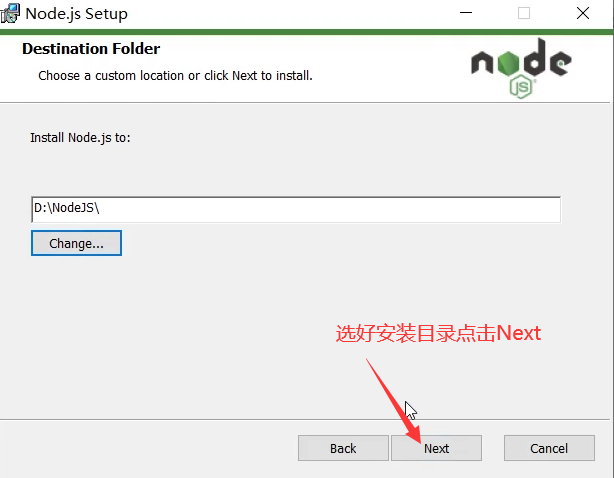 Node.js Setup
Destination Folder
Choose a custom location or click Next to install.
node
JS
Install Node.js to:
D:\NodeJS\
Change...
选好安装目录点击Next
Back
Next
Cancel